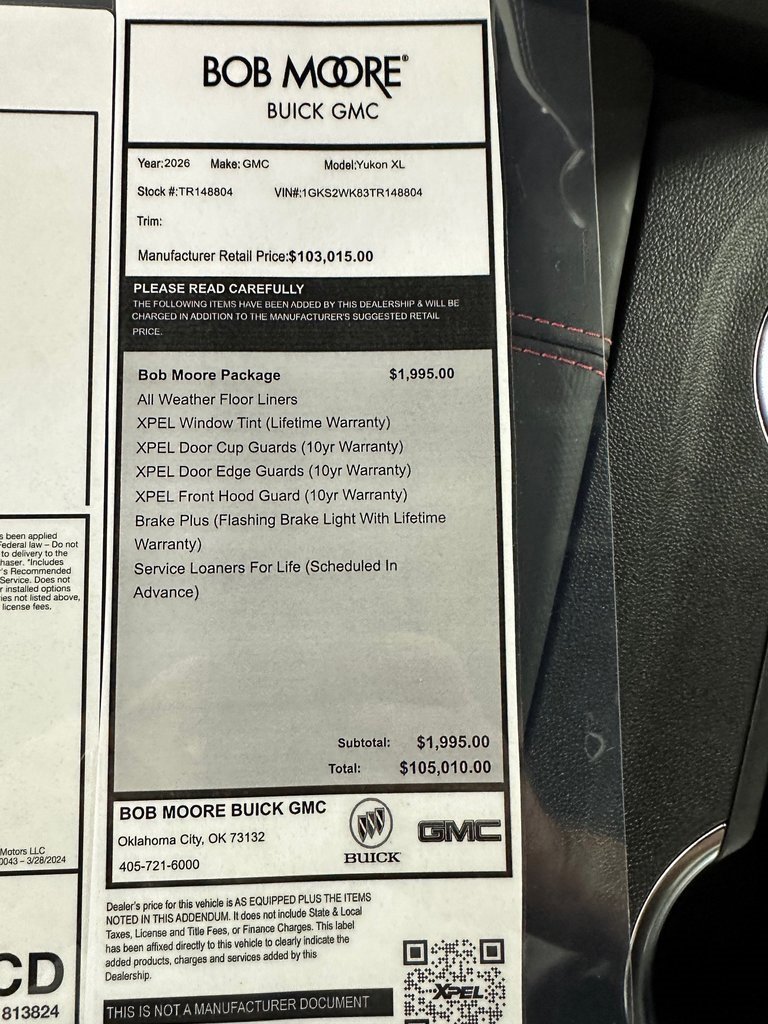 BOB MOORE®
BUICK GMC
Year:2026 Make: GMC Model:Yukon XL
Stock #:TR148804 VIN#:1GKS2WK83TR148804
Trim:
Manufacturer Retail Price:$103,015.00
PLEASE READ CAREFULLY
THE FOLLOWING ITEMS HAVE BEEN ADDED BY THIS DEALERSHIP & WILL BE
CHARGED IN ADDITION TO THE MANUFACTURER'S SUGGESTED RETAIL
PRICE.
Bob Moore Package $1,995.00
All Weather Floor Liners
XPEL Window Tint (Lifetime Warranty)
XPEL Door Cup Guards (10yr Warranty)
XPEL Door Edge Guards (10yr Warranty)
XPEL Front Hood Guard (10yr Warranty)
Brake Plus (Flashing Brake Light With Lifetime
Warranty)
Service Loaners For Life (Scheduled In
Advance)
Subtotal: $1,995.00
Total: $105,010.00
BOB MOORE BUICK GMC
Oklahoma City, OK 73132
405-721-6000
BUICK
GMC
Dealer's price for this vehicle is AS EQUIPPED PLUS THE ITEMS
NOTED IN THIS ADDENDUM. It does not include State & Local
Taxes, License and Title Fees, or Finance Charges. This label
has been affixed directly to this vehicle to clearly indicate the
added products, charges and services added by this
Dealership.
THIS IS NOT A MANUFACTURER DOCUMENT
XPEL
s been applied
Federal law – Do not
to delivery to the
haser. "Includes
's Recommended
Service. Does not
r installed options
ies not listed above,
license fees.
Motors LLC
0043 - 3/28/2024
CD
813824